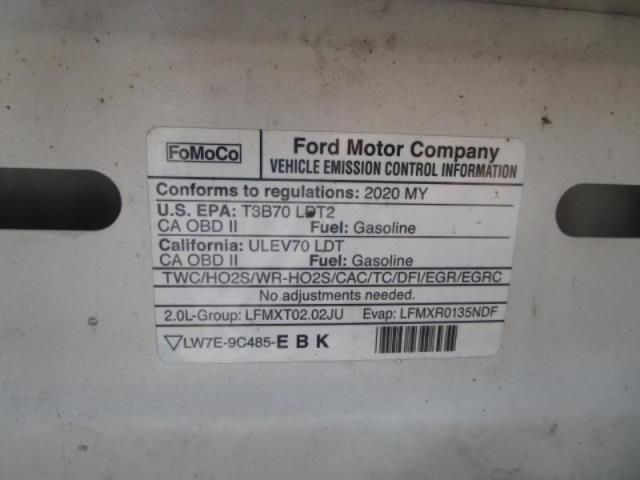 FoMoCo
Ford Motor Company
VEHICLE EMISSION CONTROL INFORMATION
Conforms to regulations: 2020 MY
U.S. EPA: T3B70 LDT2
CA OBD II Fuel: Gasoline
California: ULEV70 LDT
CA OBD II Fuel: Gasoline
TWC/HO2S/WR-HO2S/CAC/TC/DFI/EGR/EGRC
No adjustments needed.
2.0L-Group: LFMXT02.02JU Evap: LFMXR0135NDF
LW7E-9C485-EBK